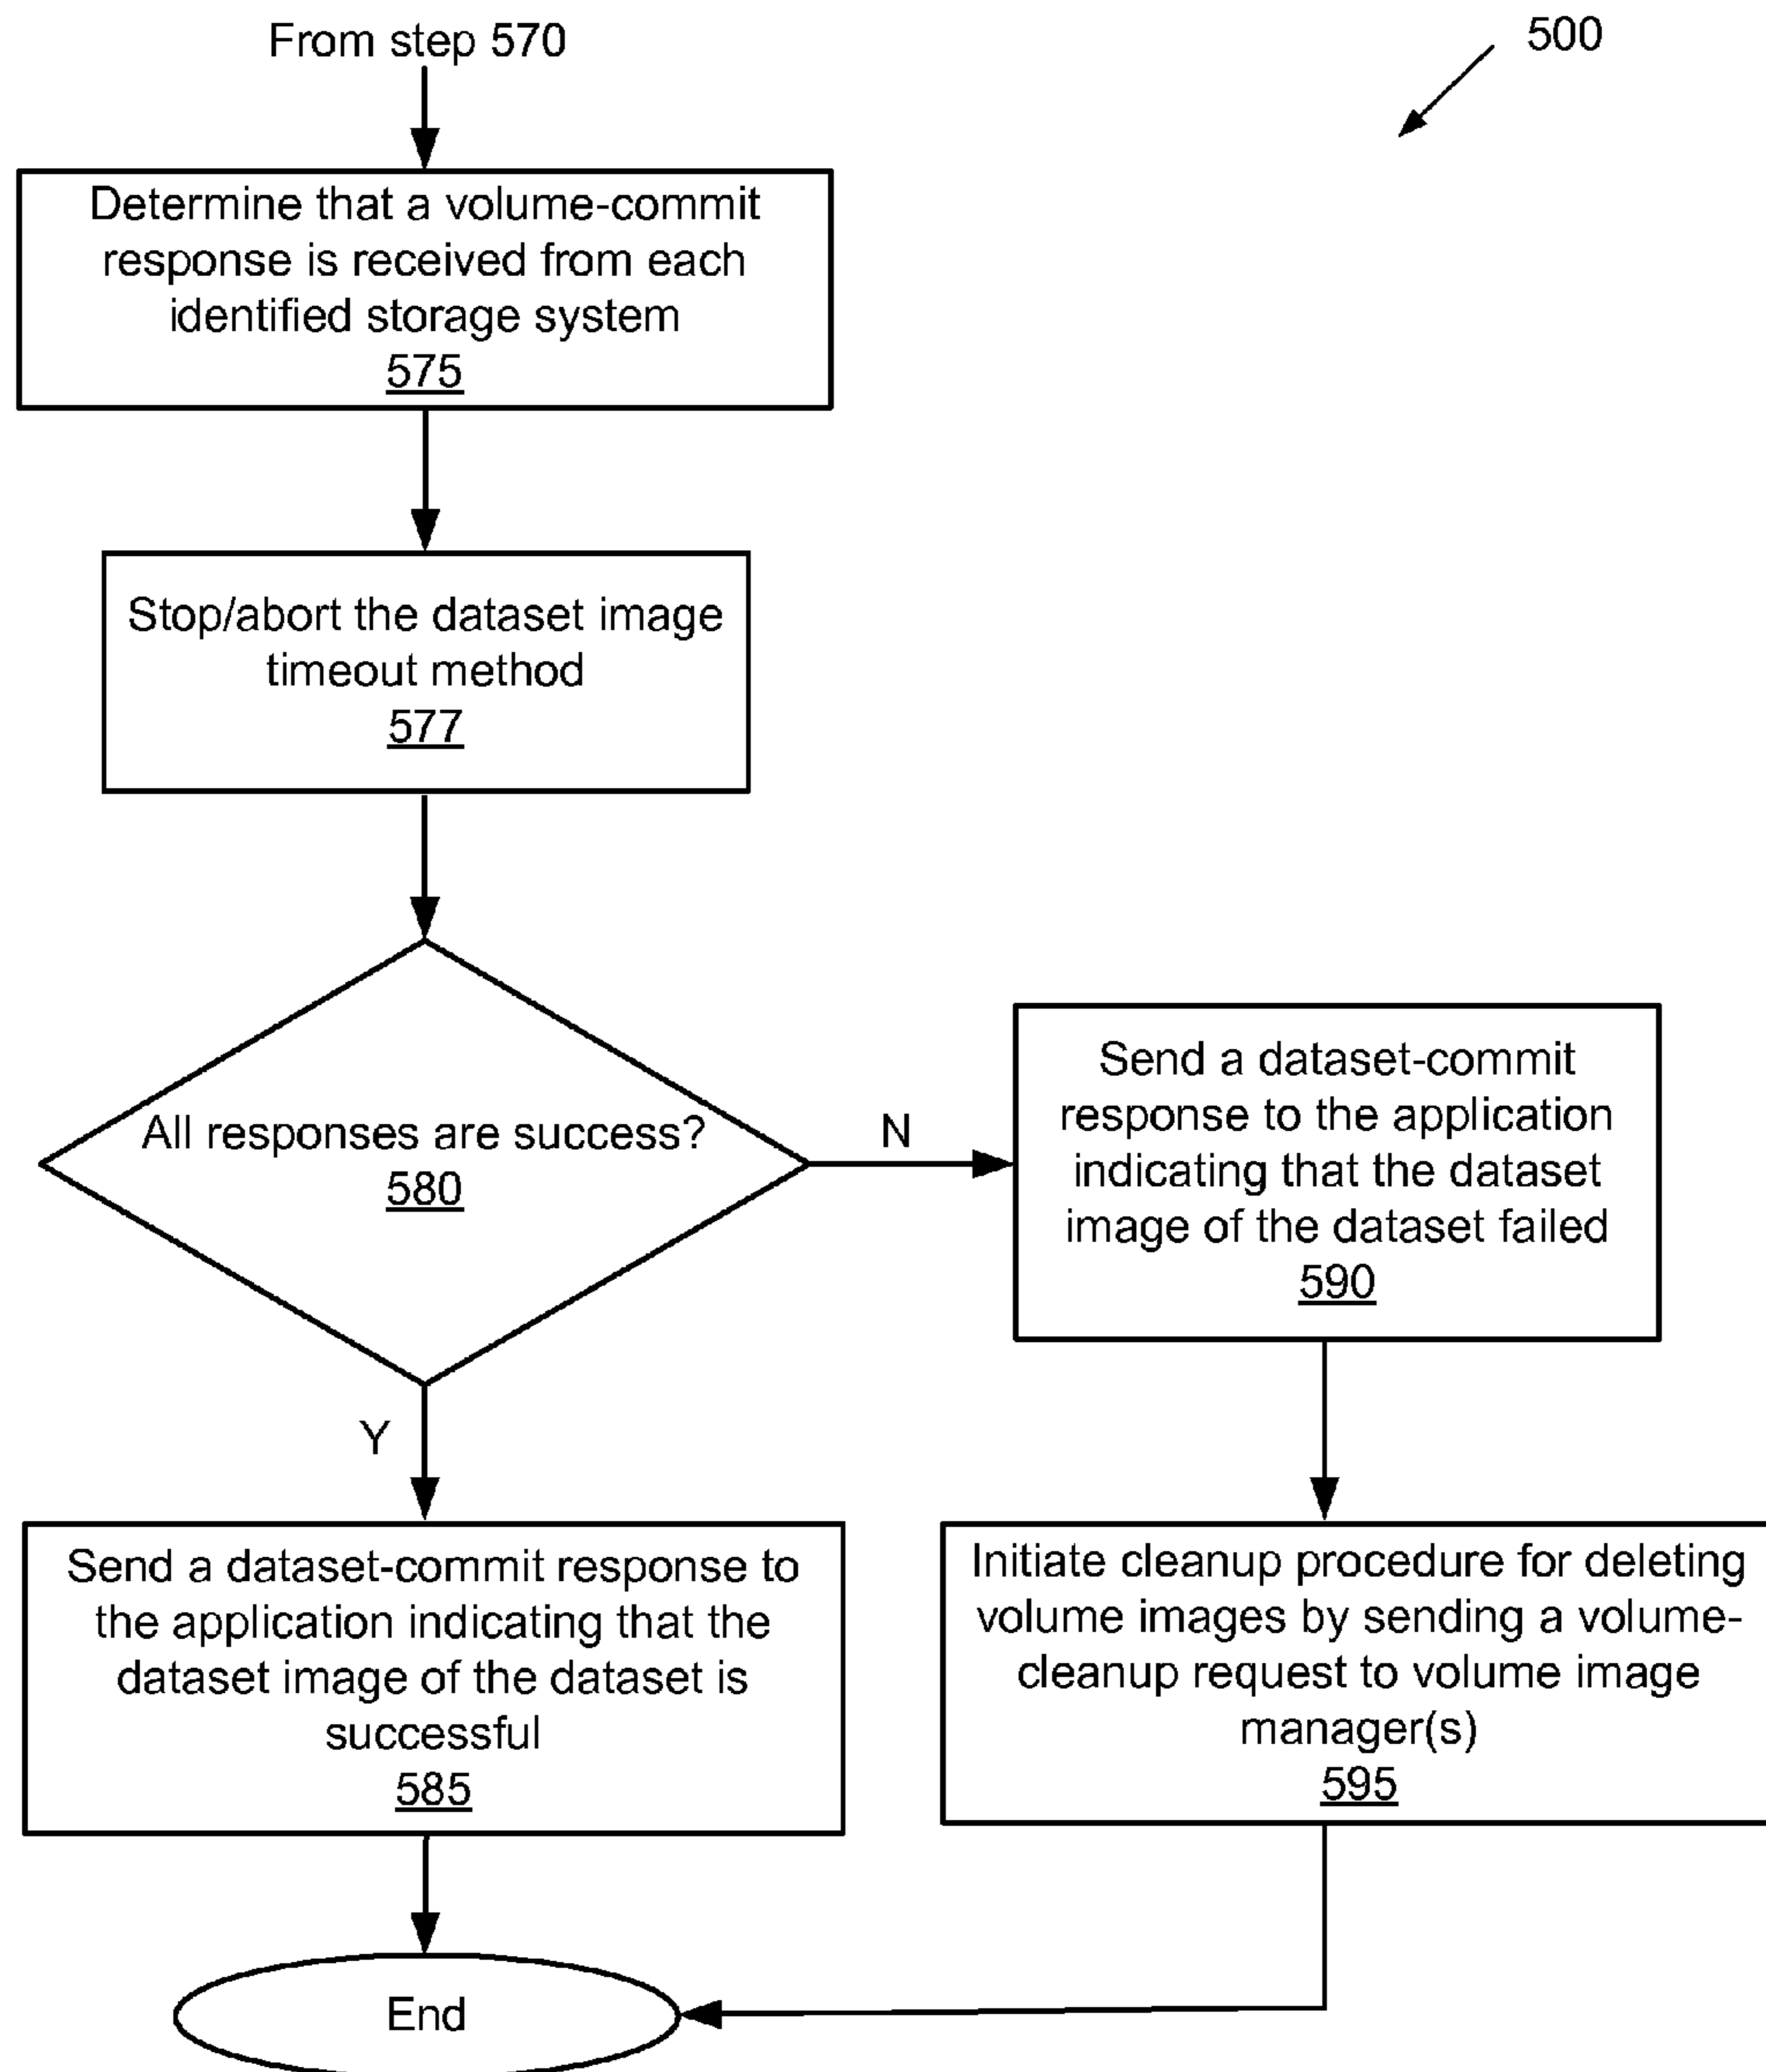 From step 570
500
Determine that a volume-commit
response is received from each
identified storage system
575
Stop/abort the dataset image
timeout method
577
All responses are success?
580
N
Send a dataset-commit
response to the application
indicating that the dataset
image of the dataset failed
590
Y
Send a dataset-commit response to
the application indicating that the
dataset image of the dataset is
successful
585
Initiate cleanup procedure for deleting
volume images by sending a volume-
cleanup request to volume image
manager(s)
595
End